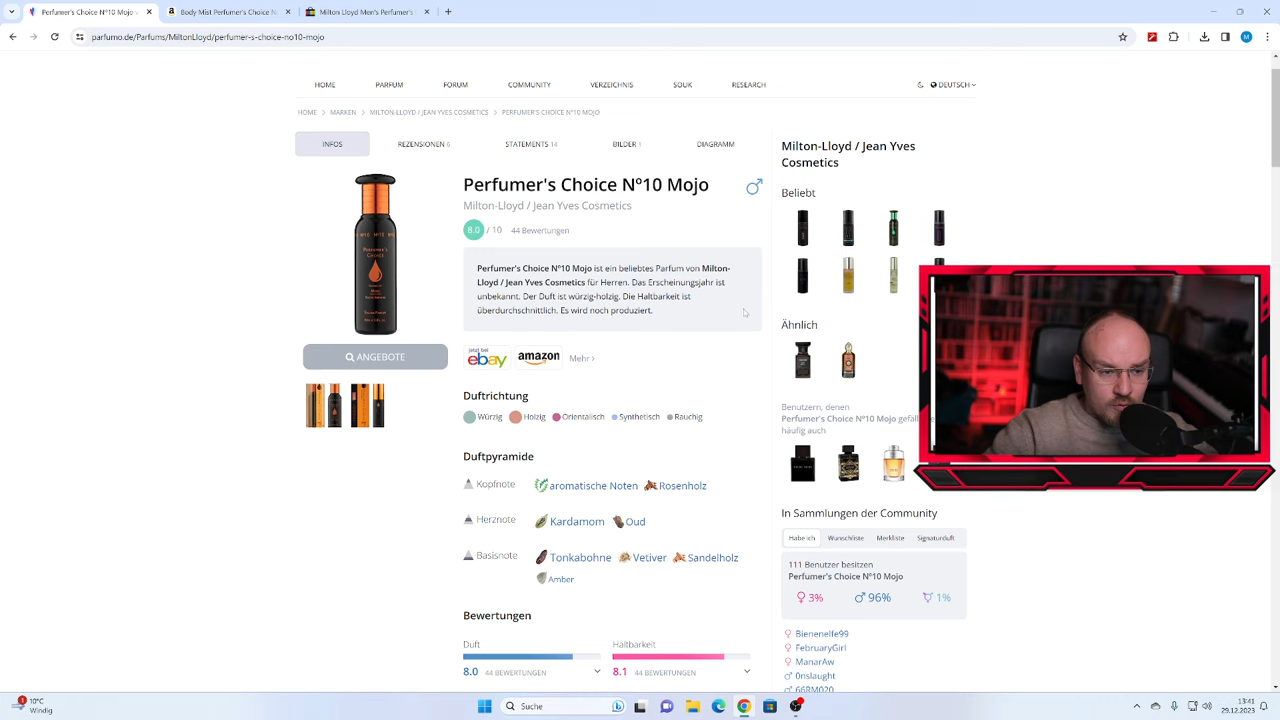 Perfumer's Choice Nº10 Mojo v
Body Mist Perfumer's Choice N
Milton Lloyd Men's Perfume
parfumo.de/Parfums/MiltonLloyd/perfumer-s-choice-no10-mojo
HOME PARFUM FORUM COMMUNITY VERZEICHNIS SOUK RESEARCH DEUTSCH
HOME > MARKEN > MILTON-LLOYD / JEAN YVES COSMETICS > PERFUMER'S CHOICE Nº10 MOJO
INFOS REZENSIONEN 6 STATEMENTS 14 BILDER 1 DIAGRAMM
Perfumer's Choice Nº10 Mojo
Milton-Lloyd / Jean Yves Cosmetics
8.0 / 10 44 Bewertungen
Perfumer's Choice Nº10 Mojo ist ein beliebtes Parfum von Milton-
Lloyd / Jean Yves Cosmetics für Herren. Das Erscheinungsjahr ist
unbekannt. Der Duft ist würzig-holzig. Die Haltbarkeit ist
überdurchschnittlich. Es wird noch produziert.
PERFUMER'S
CHOICE
ANGEBOTE
jetzt bei
ebay
amazon
Mehr ›
Duftrichtung
Würzig Holzig Orientalisch Synthetisch Rauchig
Duftpyramide
Kopfnote aromatische Noten Rosenholz
Herznote Kardamom Oud
Basisnote Tonkabohne Vetiver Sandelholz
Amber
Bewertungen
Duft Haltbarkeit
8.0 44 BEWERTUNGEN 8.1 44 BEWERTUNGEN
Milton-Lloyd / Jean Yves
Cosmetics
Beliebt
Ähnlich
Benutzern, denen
Perfumer's Choice Nº10 Mojo gefäll
häufig auch
In Sammlungen der Community
Habe ich Wunschliste Merkliste Signaturduft
111 Benutzer besitzen
Perfumer's Choice Nº10 Mojo
3% 96% 1%
Bienenelfe99
FebruaryGirl
ManarAw
0nslaught
66RM020
1
10°C
Windig
Suche
13:41
29.12.2023